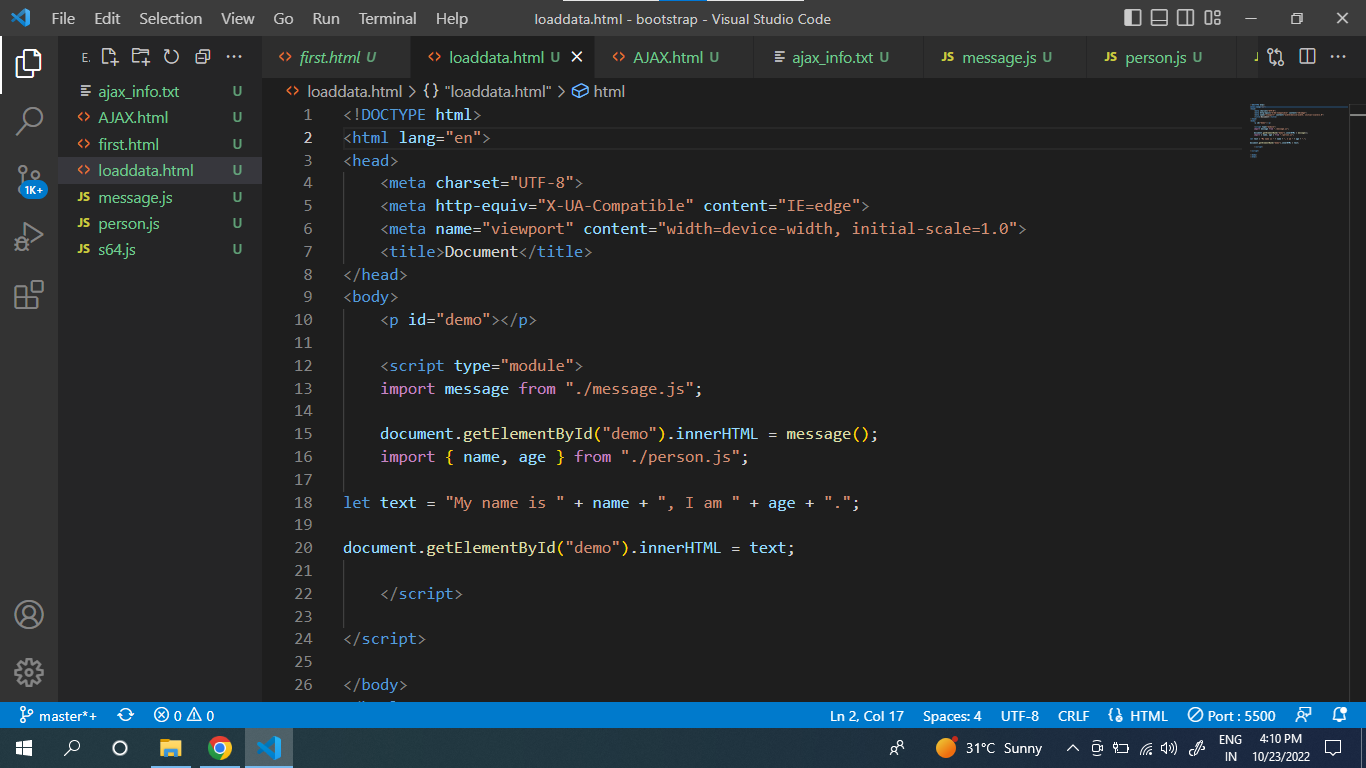 File Edit Selection View Go Run Terminal Help loaddata.html - bootstrap - Visual Studio Code
E.
first.html U loaddata.html U AJAX.html U ajax_info.txt U JS message.js U JS person.js U
ajax_info.txt U
AJAX.html U
first.html U
loaddata.html U
JS message.js U
JS person.js U
JS s64.js U
1K+
loaddata.html > {} "loaddata.html" > html
1 <!DOCTYPE html>
2 <html lang="en">
3 <head>
4 <meta charset="UTF-8">
5 <meta http-equiv="X-UA-Compatible" content="IE=edge">
6 <meta name="viewport" content="width=device-width, initial-scale=1.0">
7 <title>Document</title>
8 </head>
9 <body>
10 <p id="demo"></p>
11
12 <script type="module">
13 import message from "./message.js";
14
15 document.getElementById("demo").innerHTML = message();
16 import { name, age } from "./person.js";
17
18 let text = "My name is " + name + ", I am " + age + ".";
19
20 document.getElementById("demo").innerHTML = text;
21
22 </script>
23
24 </script>
25
26 </body>
master*+ 0 0 Ln 2, Col 17 Spaces: 4 UTF-8 CRLF HTML Port : 5500
31°C Sunny ENG IN 4:10 PM 10/23/2022